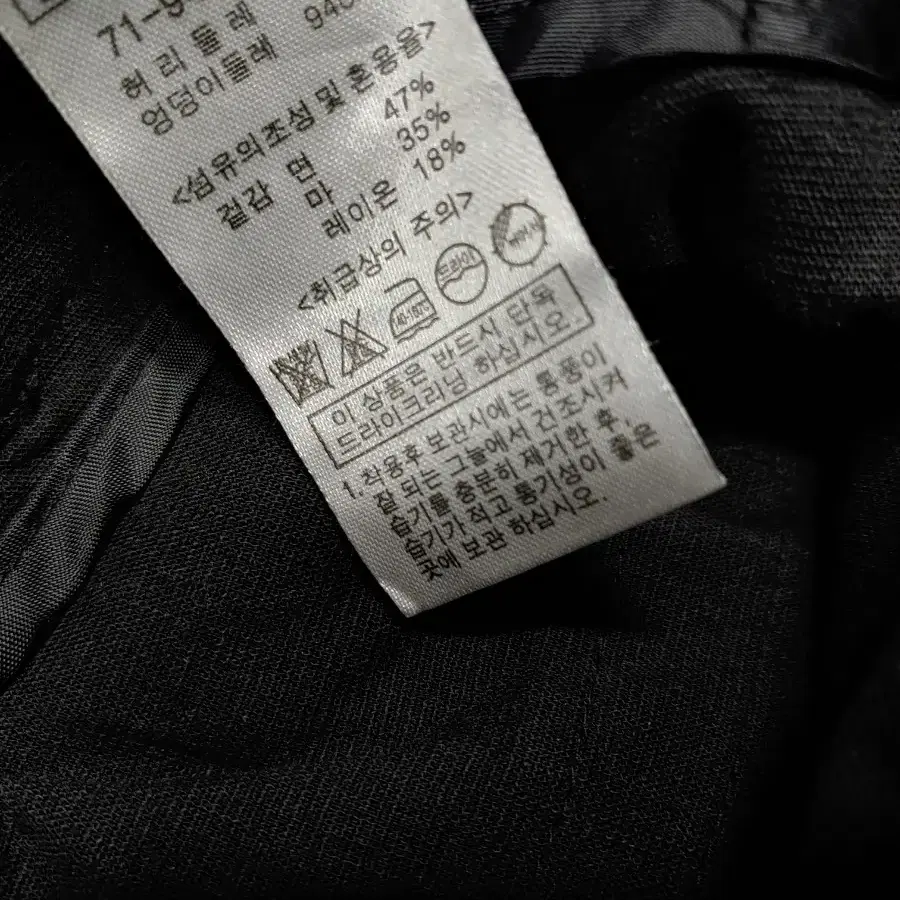 71-9
허리둘레
엉덩이둘레 940
<섬유의조성 및 혼용율>
겉감 면 47%
마 35%
레이온 18%
<취급상의 주의>
드라이
이 상품은 반드시 단독
드라이크리닝 하십시오.
1. 착용후 보관시에는 통풍이
잘 되는 그늘에서 건조시켜
습기를 충분히 제거한 후,
습기가 적고 통기성이 좋은
곳에 보관 하십시오.